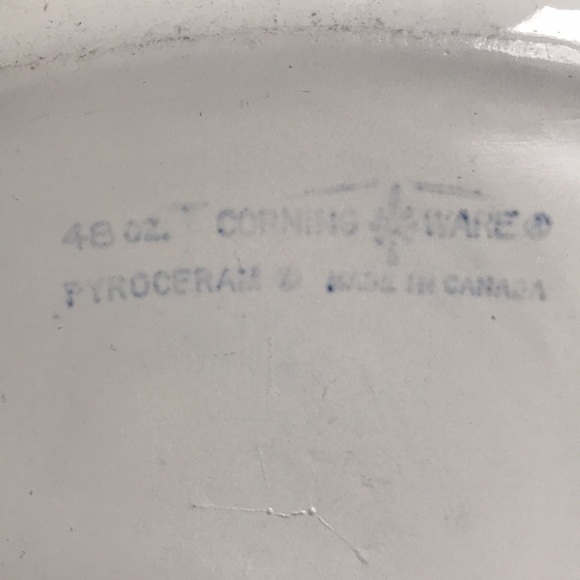 48 OZ. CORNING WARE ®
PYROCERAM ® MADE IN CANADA